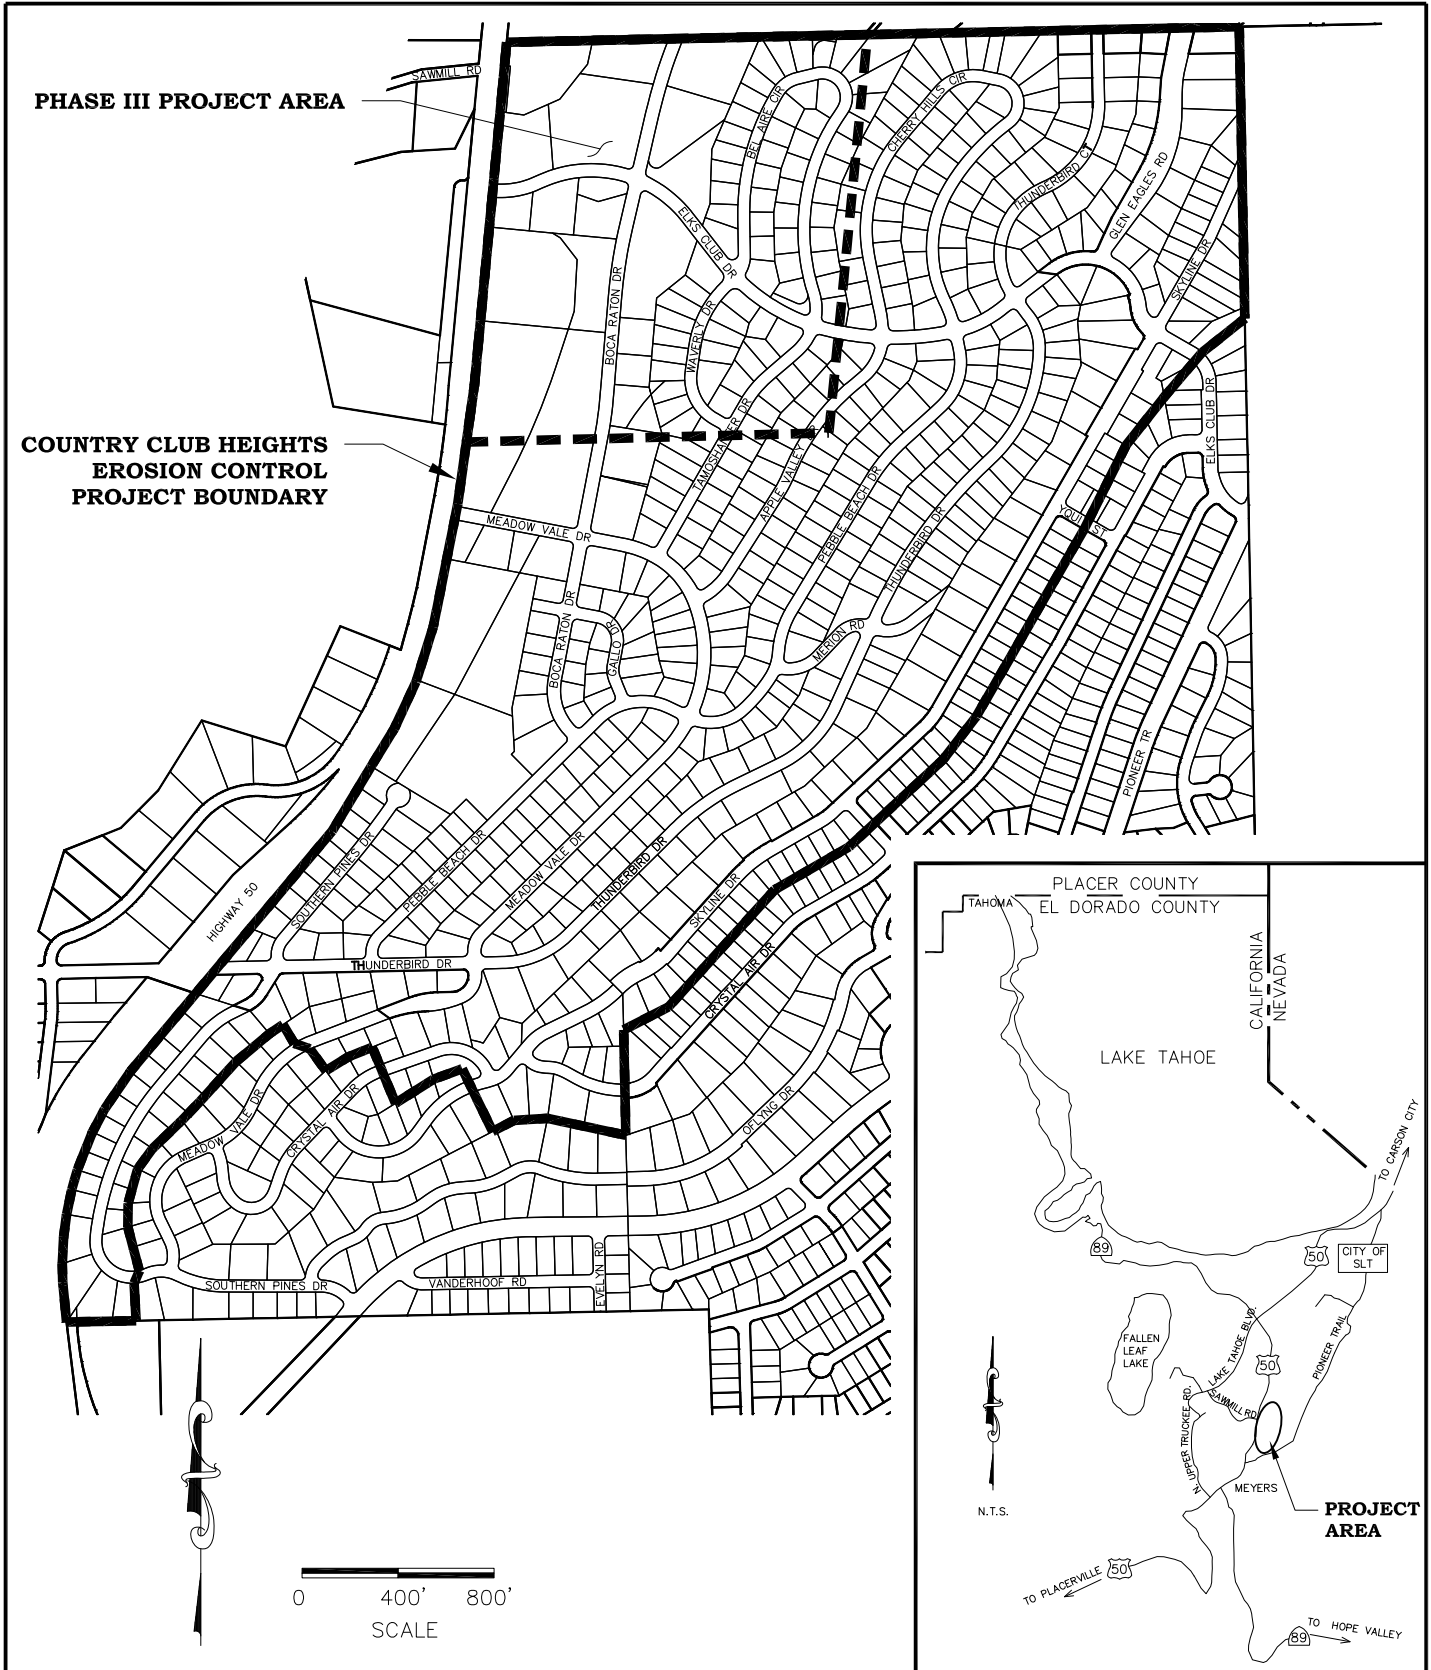 SAWMILL RD
PHASE III PROJECT AREA
BEL AIRE CIR
CHERRY HILLS CIR
THUNDERBIRD CT
GLEN EAGLES RD
SKYLINE DR
ELKS CLUB DR
BOCA RATON DR
WAVERLY DR
ELKS CLUB DR
COUNTRY CLUB HEIGHTS
EROSION CONTROL
PROJECT BOUNDARY
TAMOSHANTER DR
APPLE VALLEY
PEBBLE BEACH DR
THUNDERBIRD DR
MEADOW VALE DR
BOCA RATON DR
GALLO DR
MERION RD
PIONEER TR
HIGHWAY 50
SOUTHERN PINES DR
PEBBLE BEACH DR
MEADOW VALE DR
THUNDERBIRD DR
SKYLINE DR
THUNDERBIRD DR
CRYSTAL AIR DR
MEADOW VALE DR
CRYSTAL AIR DR
OFLYNG DR
SOUTHERN PINES DR
VANDERHOOF RD
EVELYN RD
0 400' 800'
SCALE
PLACER COUNTY
TAHOMA
EL DORADO COUNTY
CALIFORNIA
NEVADA
LAKE TAHOE
TO CARSON CITY
89
50
CITY OF
SLT
FALLEN
LEAF
LAKE
LAKE TAHOE BLVD.
50
PIONEER TRAIL
SAWMILL RD.
N. UPPER TRUCKEE RD.
MEYERS
N.T.S.
PROJECT
AREA
TO PLACERVILLE
50
TO HOPE VALLEY
89